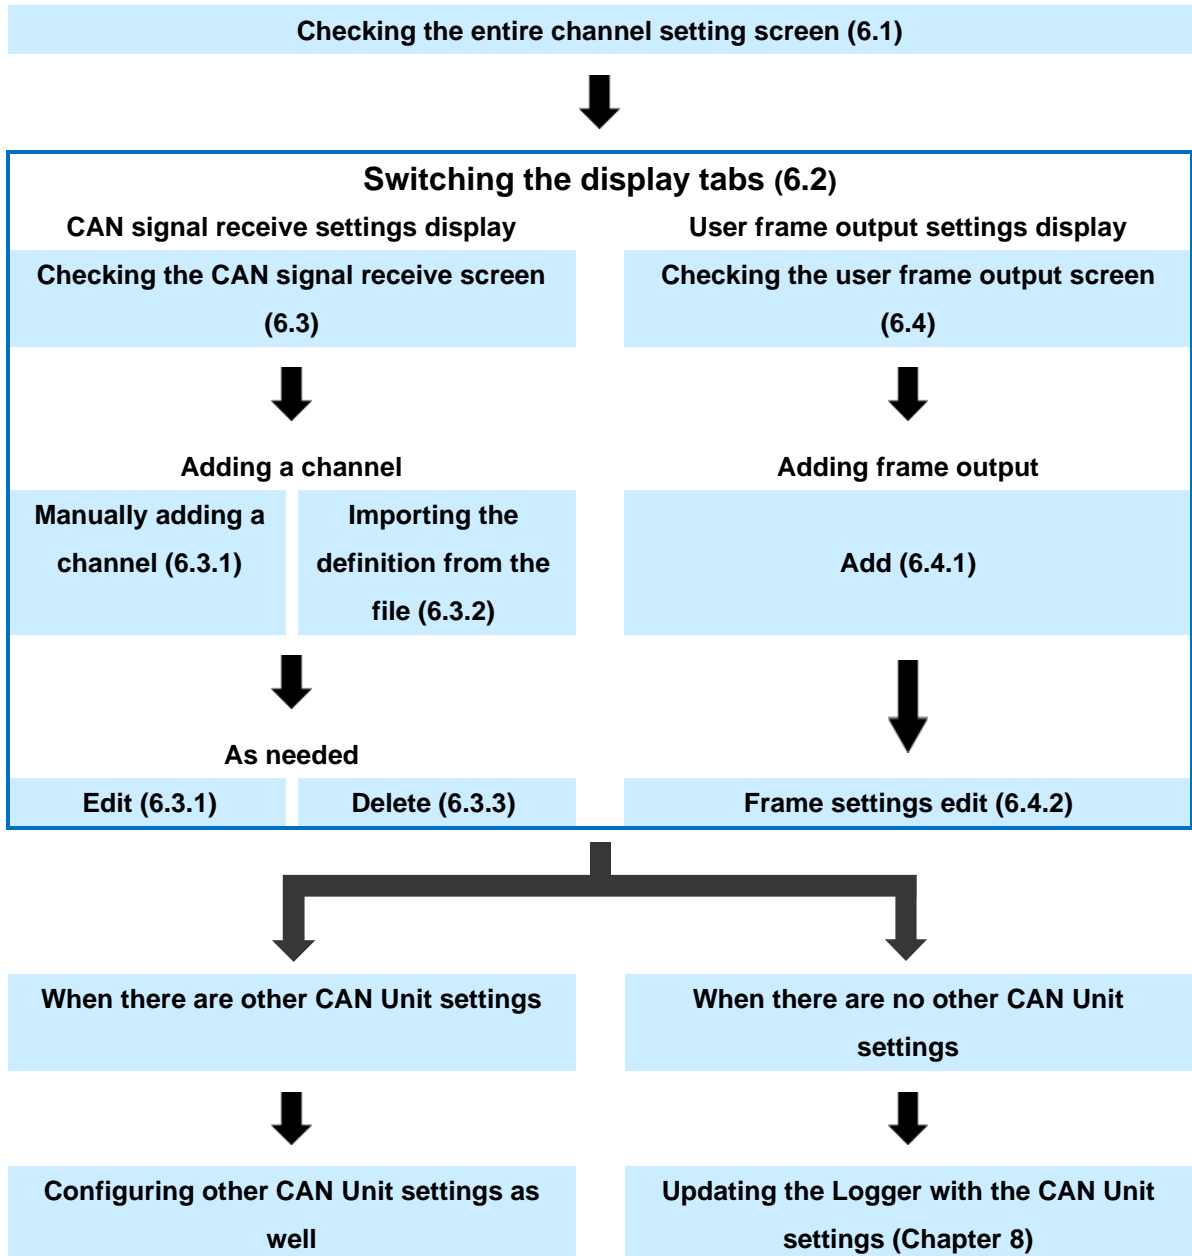 Checking the entire channel setting screen (6.1)
Switching the display tabs (6.2)
CAN signal receive settings display
Checking the CAN signal receive screen
(6.3)
Adding a channel
Manually adding a
channel (6.3.1)
Importing the
definition from the
file (6.3.2)
As needed
Edit (6.3.1)
Delete (6.3.3)
User frame output settings display
Checking the user frame output screen
(6.4)
Adding frame output
Add (6.4.1)
Frame settings edit (6.4.2)
When there are other CAN Unit settings
Configuring other CAN Unit settings as
well
When there are no other CAN Unit
settings
Updating the Logger with the CAN Unit
settings (Chapter 8)